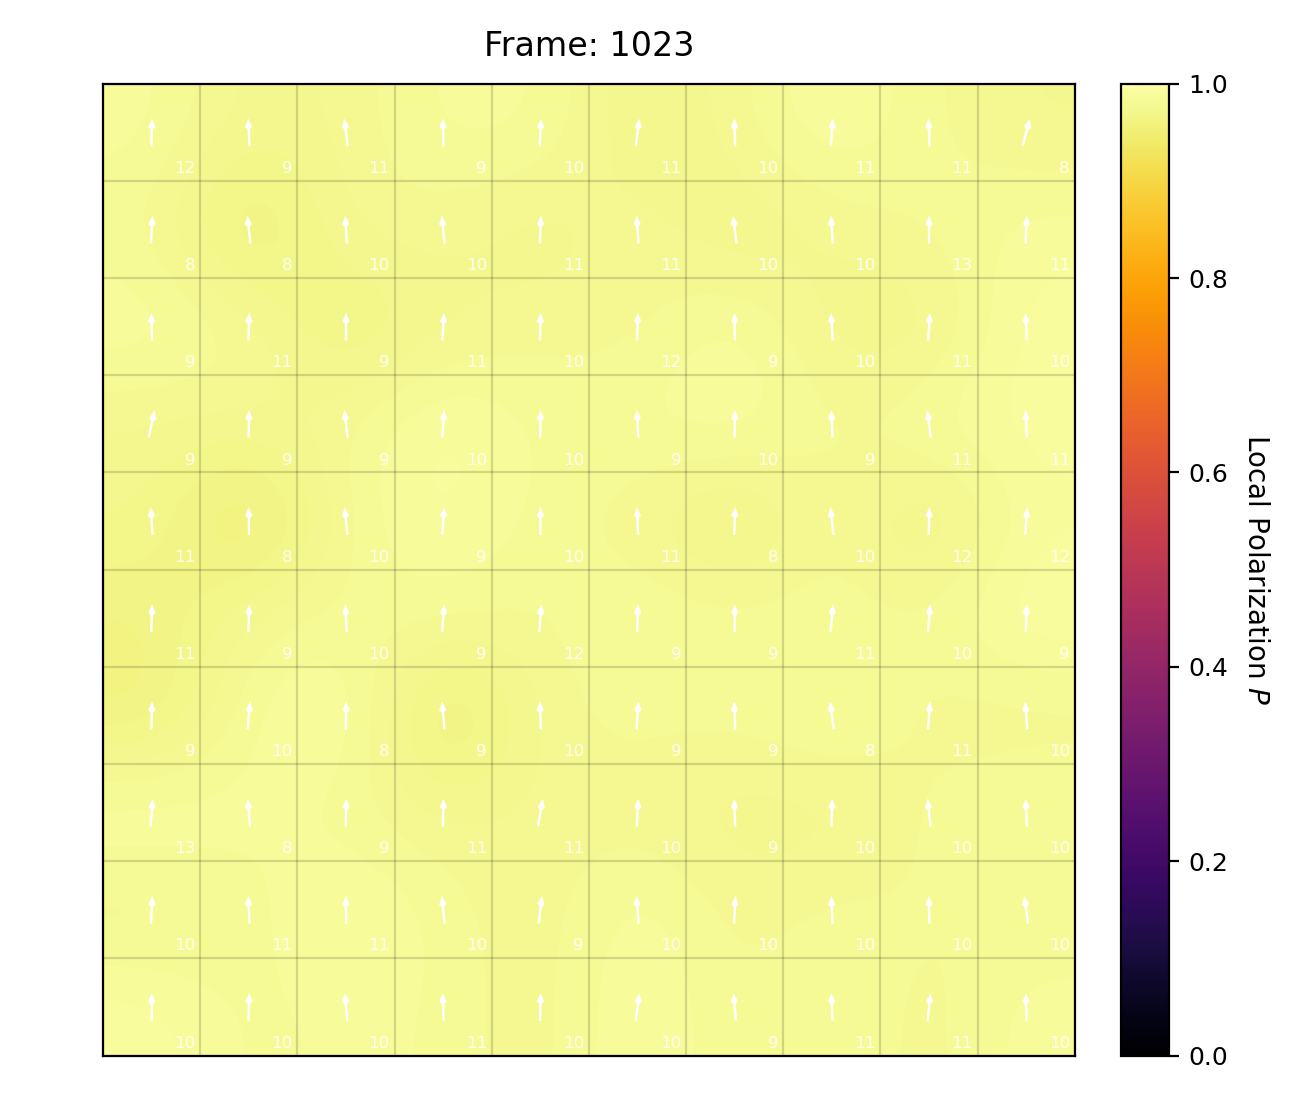 Frame: 1023
12 9 11 9 10 11 10 11 11 8
8 8 10 10 11 11 10 10 13 11
9 11 9 11 10 12 9 10 11 10
9 9 9 10 10 9 10 9 11 11
11 8 10 9 10 11 8 10 12 12
11 9 10 9 12 9 9 11 10 9
9 10 8 9 10 9 9 8 11 10
13 8 9 11 11 10 9 10 10 10
10 11 11 10 9 10 10 10 11 10
10 10 10 11 10 10 9 11 11 10
1.0
0.8
0.6
0.4
0.2
0.0
Local Polarization P